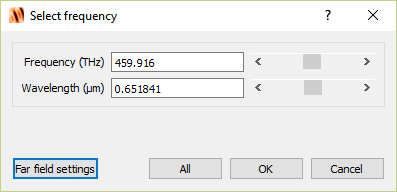 Select frequency
Frequency (THz) 459.916
Wavelength (µm) 0.651841
Far field settings All OK Cancel